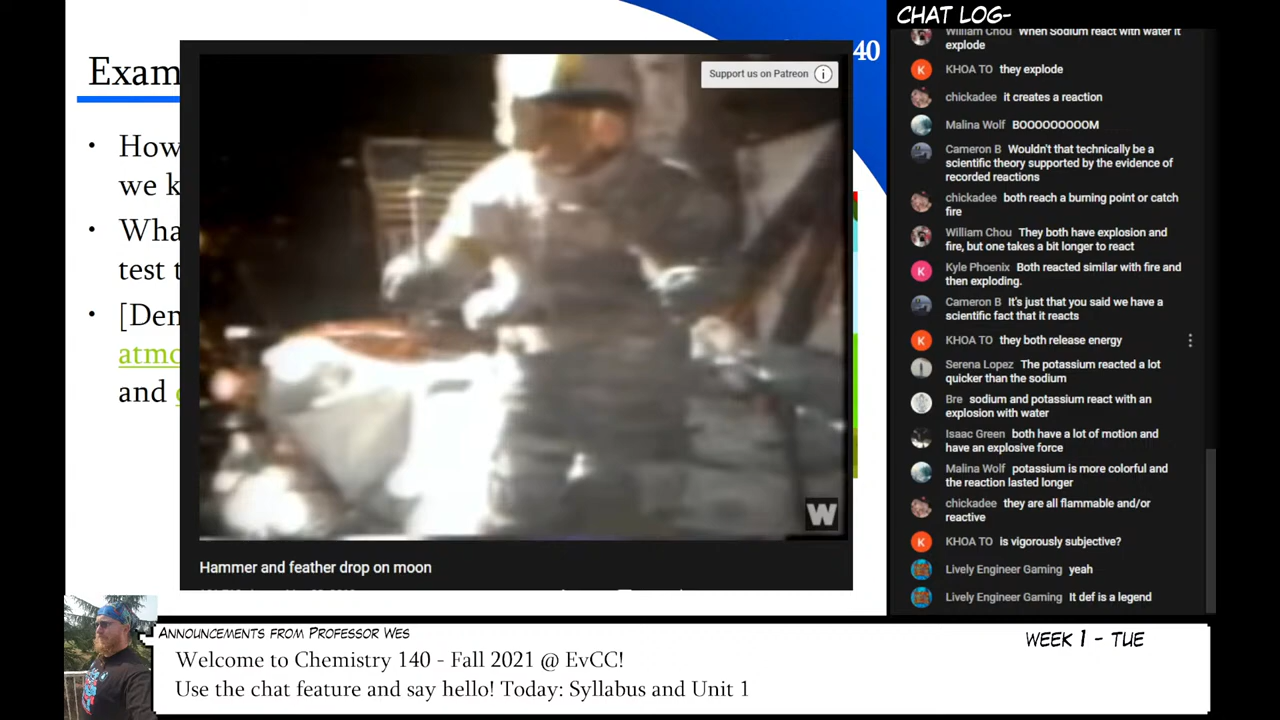 Exam
40
• How
we k
• Wha
test t
• [Den
atmo
and
Support us on Patreon
W
Hammer and feather drop on moon
CHAT LOG-
William Chou When Sodium react with water it
explode
K KHOA TO they explode
chickadee it creates a reaction
Malina Wolf BOOOOOOOOM
Cameron B Wouldn't that technically be a
scientific theory supported by the evidence of
recorded reactions
chickadee both reach a burning point or catch
fire
William Chou They both have explosion and
fire, but one takes a bit longer to react
K Kyle Phoenix Both reacted similar with fire and
then exploding.
Cameron B It's just that you said we have a
scientific fact that it reacts
K KHOA TO they both release energy
Serena Lopez The potassium reacted a lot
quicker than the sodium
Bre sodium and potassium react with an
explosion with water
Isaac Green both have a lot of motion and
have an explosive force
Malina Wolf potassium is more colorful and
the reaction lasted longer
chickadee they are all flammable and/or
reactive
K KHOA TO is vigorously subjective?
Lively Engineer Gaming yeah
Lively Engineer Gaming It def is a legend
Announcements from Professor Wes
WEEK 1 - TUE
Welcome to Chemistry 140 - Fall 2021 @ EvCC!
Use the chat feature and say hello! Today: Syllabus and Unit 1